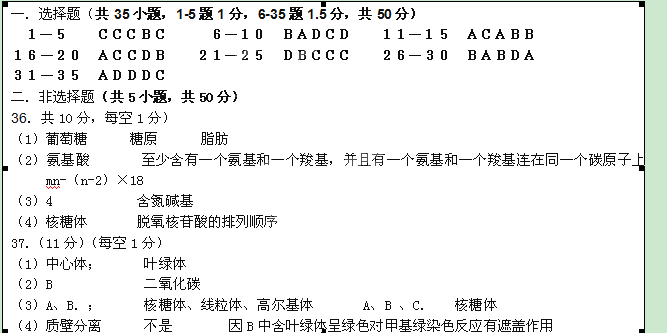 一．选择题（共 35 小题，1-5 题 1 分，6-35 题 1.5 分，共 50 分）
１－５　ＣＣＣＢＣ　６－１０　ＢＡＤＣＤ　１１－１５　ＡＣＡＢＢ
１６－２０　ＡＣＣＤＢ　２１－２５　ＤＢＣＣＣ　２６－３０　ＢＡＢＤＡ
３１－３５　ＡＤＤＤＣ
二．非选择题（共 5 小题，共 50 分）
36．共 10 分，每空 1 分）
（1）葡萄糖　糖原　脂肪
（2）氨基酸　至少含有一个氨基和一个羧基，并且有一个氨基和一个羧基连在同一个碳原子上
mn-（n-2）×18
（3）4　含氮碱基
（4）核糖体　脱氧核苷酸的排列顺序
37.（11 分）（每空 1 分）
（1）中心体；　叶绿体
（2）B　二氧化碳
（3）A、B．；　核糖体、线粒体、高尔基体　A、B 、C.　核糖体
（4）质壁分离　不是　因 B 中含叶绿体呈绿色对甲基绿染色反应有遮盖作用